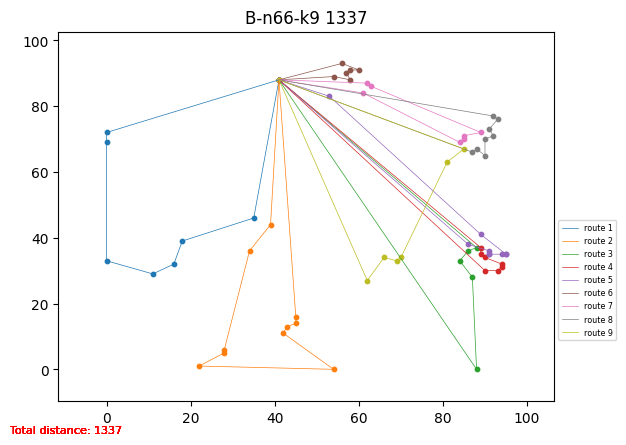 B-n66-k9 1337
100
80
60
40
20
0
0 20 40 60 80 100
route 1
route 2
route 3
route 4
route 5
route 6
route 7
route 8
route 9
Total distance: 1337